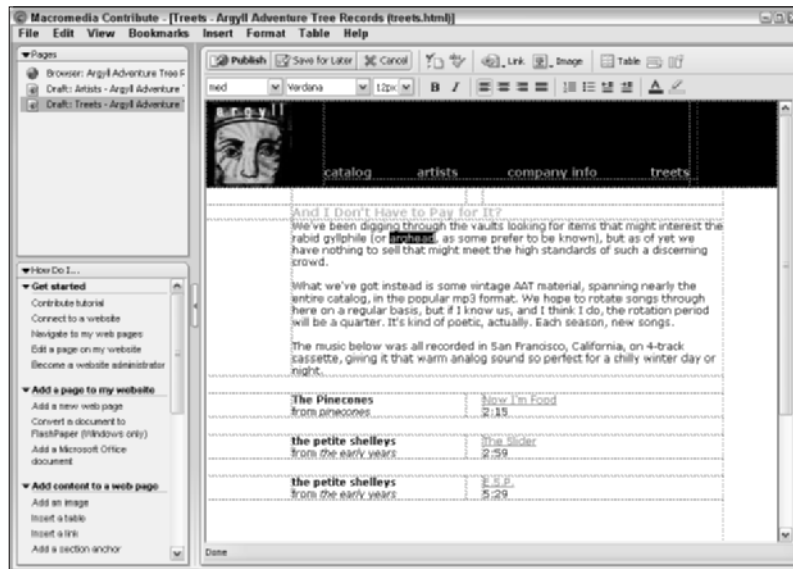 Macromedia Contribute - [Treets - Argyll Adventure Tree Records (treets.html)]
File Edit View Bookmarks Insert Format Table Help
Pages
Browser: Argyll Adventure Tree R
Draft: Artists - Argyll Adventure
Draft: Treets - Argyll Adventure
Publish Save for Later Cancel Link Image Table
med Verdana 12px B I A
argyll
catalog artists company info treets
And I Don't Have to Pay for It?
We've been digging through the vaults looking for items that might interest the
rabid gyllphile (or arghead, as some prefer to be known), but as of yet we
have nothing to sell that might meet the high standards of such a discerning
crowd.
What we've got instead is some vintage AAT material, spanning nearly the
entire catalog, in the popular mp3 format. We hope to rotate songs through
here on a regular basis, but if I know us, and I think I do, the rotation period
will be a quarter. It's kind of poetic, actually. Each season, new songs.
The music below was all recorded in San Francisco, California, on 4-track
cassette, giving it that warm analog sound so perfect for a chilly winter day or
night.
The Pinecones Now I'm Food
from pinecones 2:15
the petite shelleys The Slider
from the early years 2:59
the petite shelleys E.S.P.
from the early years 5:29
How Do I...
Get started
Contribute tutorial
Connect to a website
Navigate to my web pages
Edit a page on my website
Become a website administrator
Add a page to my website
Add a new web page
Convert a document to
FlashPaper (Windows only)
Add a Microsoft Office
document
Add content to a web page
Add an image
Insert a table
Insert a link
Add a section anchor
Done